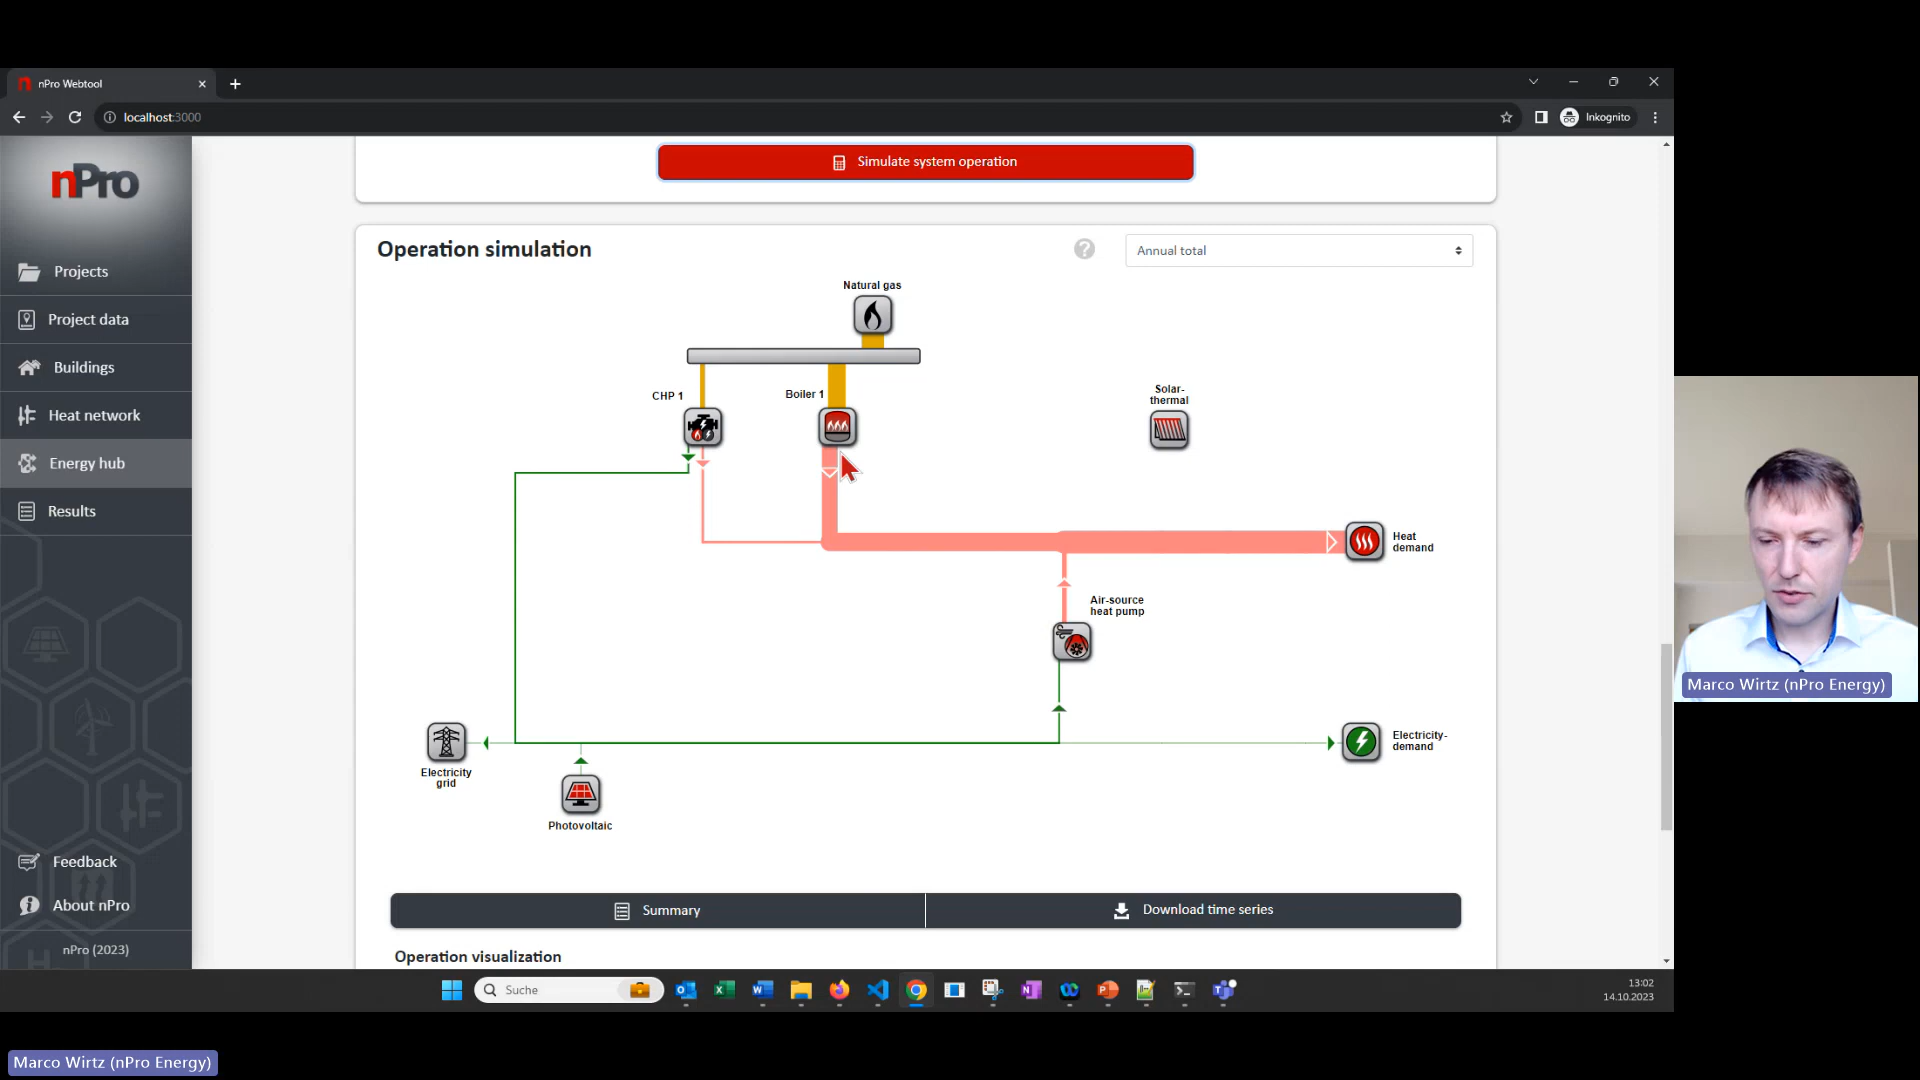 nPro Webtool
localhost:3000
Inkognito
nPro
Projects
Project data
Buildings
Heat network
Energy hub
Results
Feedback
About nPro
nPro (2023)
Simulate system operation
Operation simulation
?
Annual total
Natural gas
CHP 1
Boiler 1
Solar-
thermal
Heat
demand
Air-source
heat pump
Electricity
grid
Photovoltaic
Electricity-
demand
Summary
Download time series
Operation visualization
Suche
13:02
14.10.2023
Marco Wirtz (nPro Energy)
Marco Wirtz (nPro Energy)